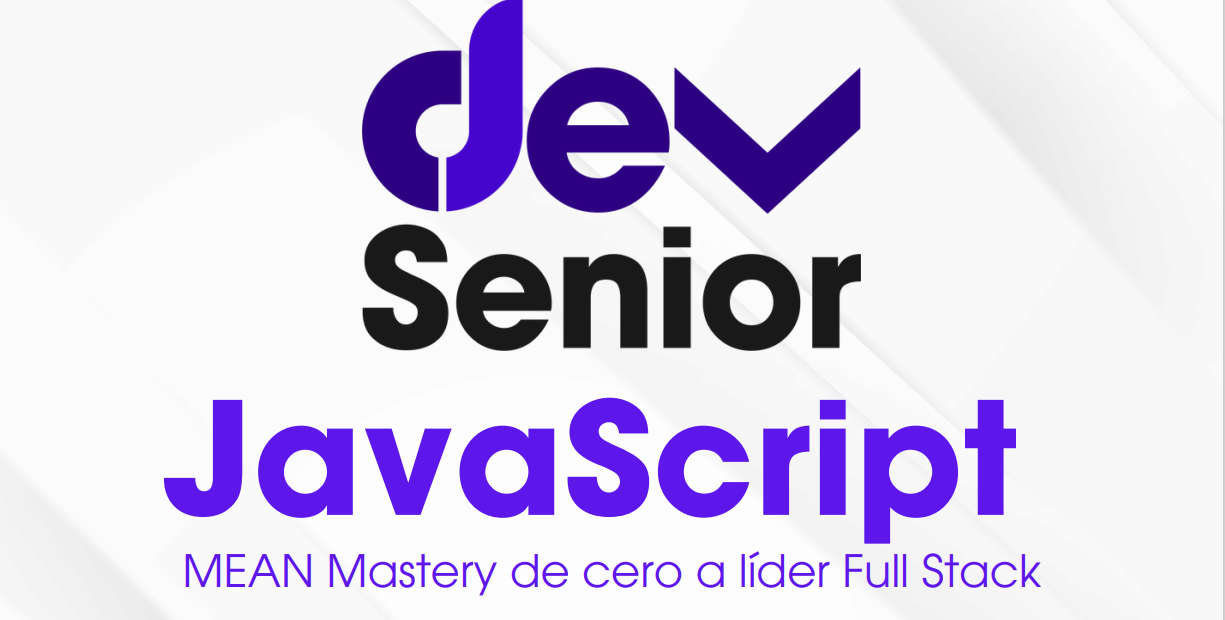 dev
Senior
JavaScript
MEAN Mastery de cero a líder Full Stack